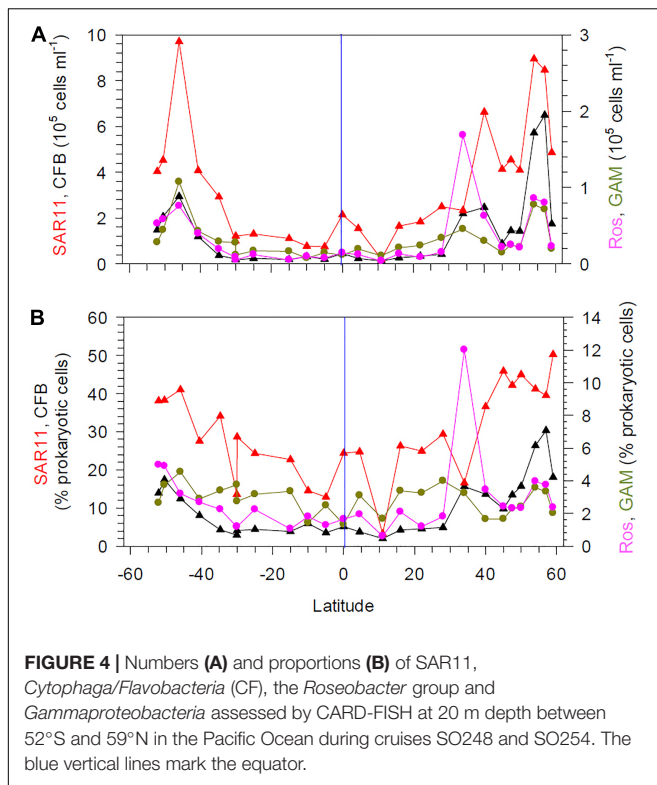 A
10
8
6
4
2
0
SAR11, CFB (10⁵ cells ml⁻¹)
3
2
1
0
Ros, GAM (10⁵ cells ml⁻¹)
B
60
50
40
30
20
10
0
SAR11, CFB
(% prokaryotic cells)
14
12
10
8
6
4
2
0
Ros, GAM (% prokaryotic cells)
-60 -40 -20 0 20 40 60
Latitude
FIGURE 4 | Numbers (A) and proportions (B) of SAR11,
Cytophaga/Flavobacteria (CF), the Roseobacter group and
Gammaproteobacteria assessed by CARD-FISH at 20 m depth between
52°S and 59°N in the Pacific Ocean during cruises SO248 and SO254. The
blue vertical lines mark the equator.